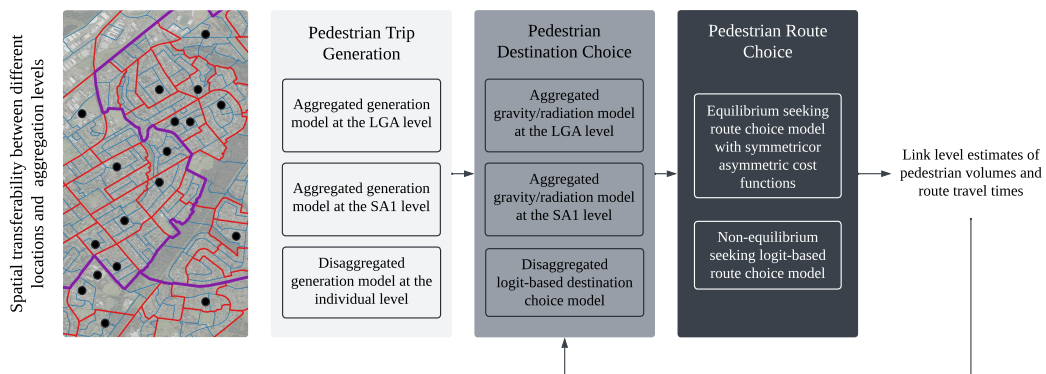 Spatial transferability between different
locations and aggregation levels
Pedestrian Trip
Generation
Aggregated generation
model at the LGA level
Aggregated generation
model at the SA1 level
Disaggregated
generation model at the
individual level
Pedestrian
Destination Choice
Aggregated
gravity/radiation model
at the LGA level
Aggregated
gravity/radiation model
at the SA1 level
Disaggregated
logit-based destination
choice model
Pedestrian Route
Choice
Equilibrium seeking
route choice model
with symmetricor
asymmetric cost
functions
Non-equilibrium
seeking logit-based
route choice model
Link level estimates of
pedestrian volumes and
route travel times